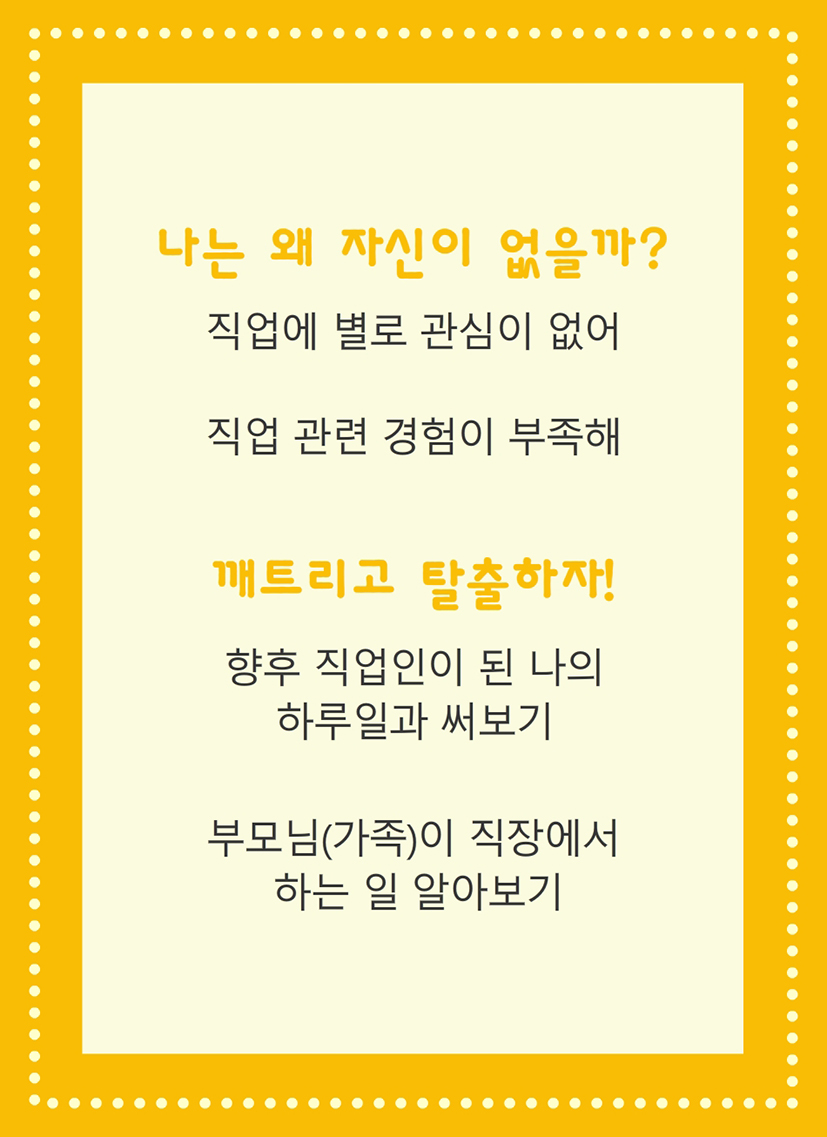 나는 왜 자신이 없을까?
직업에 별로 관심이 없어
직업 관련 경험이 부족해
깨트리고 탈출하자!
향후 직업인이 된 나의
하루일과 써보기
부모님(가족)이 직장에서
하는 일 알아보기